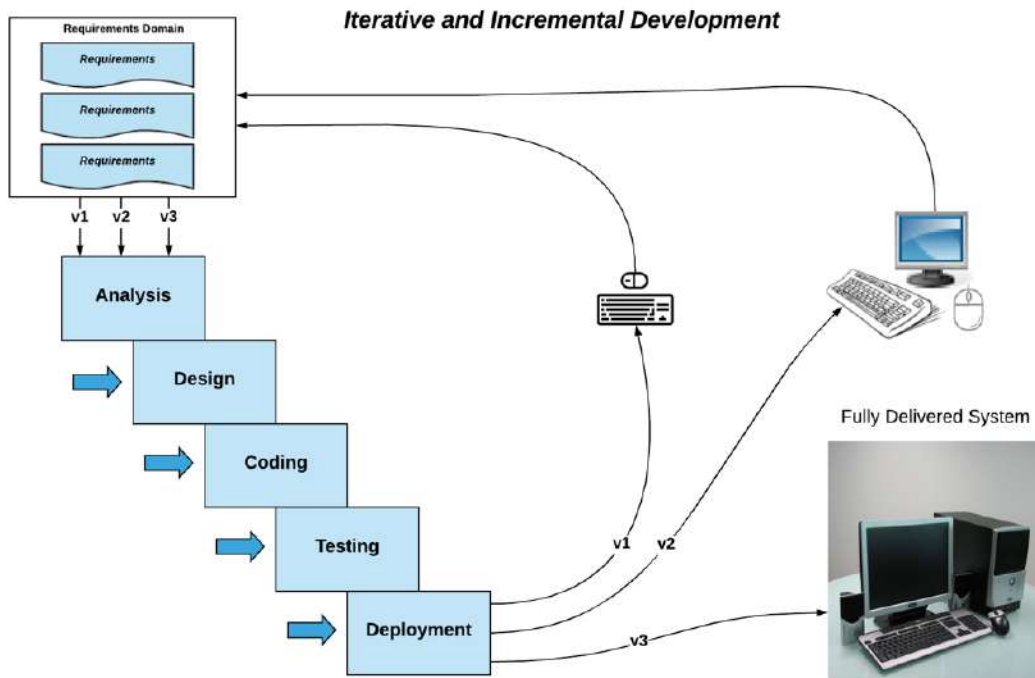 Iterative and Incremental Development
Requirements Domain
Requirements
Requirements
Requirements
v1
v2
v3
Analysis
Design
Coding
Testing
Deployment
v1
v2
v3
Fully Delivered System